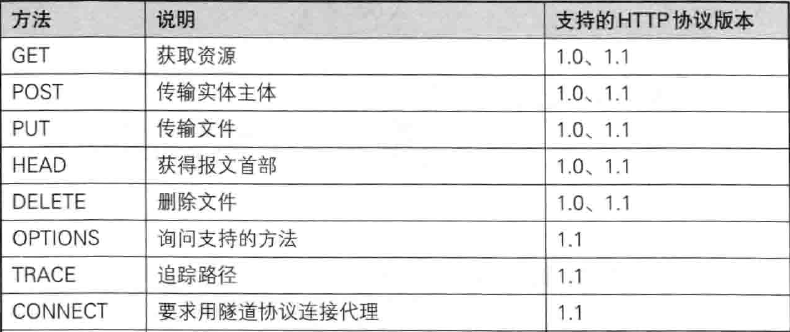 方法 说明 支持的HTTP协议版本
GET 获取资源 1.0、1.1
POST 传输实体主体 1.0、1.1
PUT 传输文件 1.0、1.1
HEAD 获得报文首部 1.0、1.1
DELETE 删除文件 1.0、1.1
OPTIONS 询问支持的方法 1.1
TRACE 追踪路径 1.1
CONNECT 要求用隧道协议连接代理 1.1